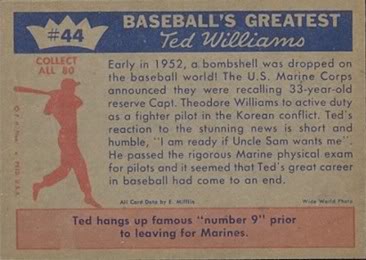 #44
BASEBALL'S GREATEST
Ted Williams
COLLECT
ALL 80
Early in 1952, a bombshell was dropped on
the baseball world! The U.S. Marine Corps
announced they were recalling 33-year-old
reserve Capt. Theodore Williams to active duty
as a fighter pilot in the Korean conflict. Ted's
reaction to the stunning news is short and
humble, "I am ready if Uncle Sam wants me".
He passed the rigorous Marine physical exam
for pilots and it seemed that Ted's great career
in baseball had come to an end.
All Card Data by E. Mifflin
Wide World Photo
Ted hangs up famous "number 9" prior
to leaving for Marines.